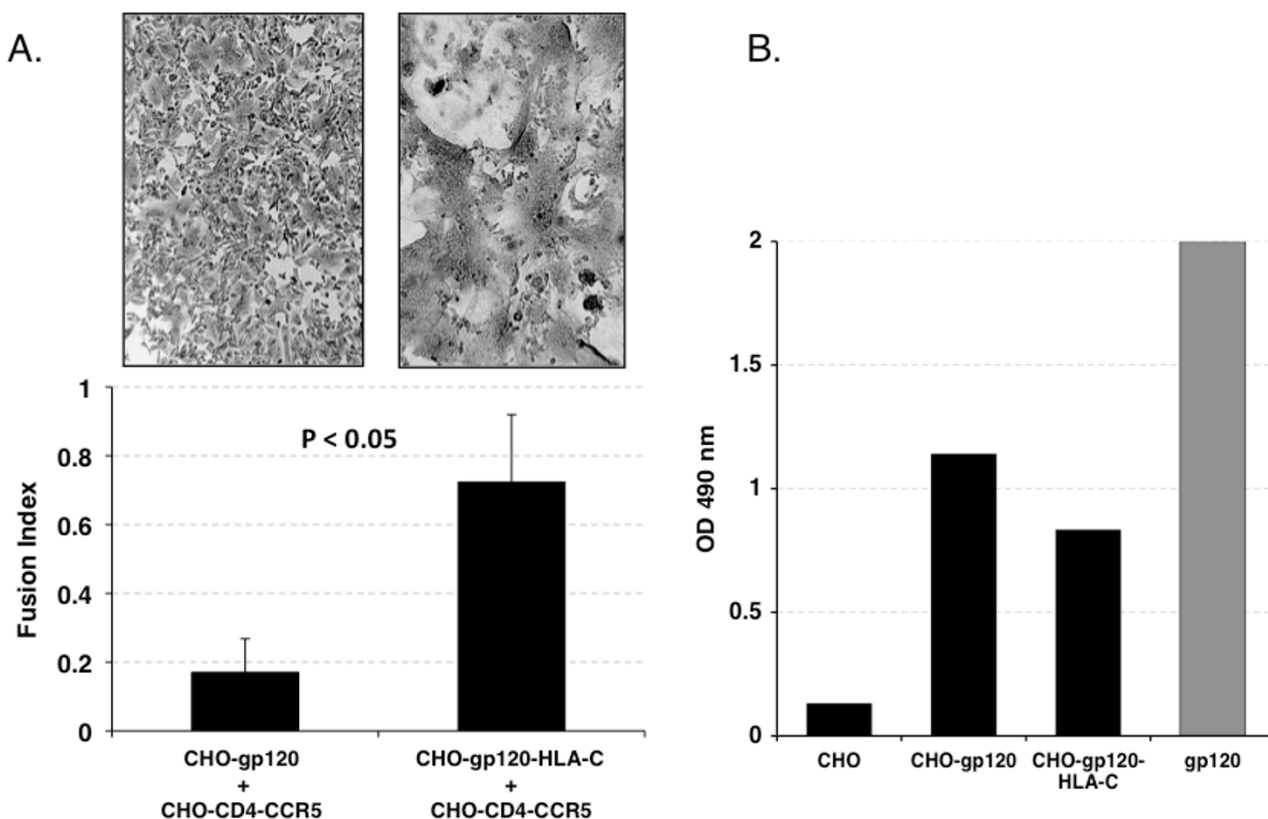 A.
B.
1
0.8
0.6
0.4
0.2
0
Fusion Index
P < 0.05
CHO-gp120
+
CHO-CD4-CCR5
CHO-gp120-HLA-C
+
CHO-CD4-CCR5
2
1.5
1
0.5
0
OD 490 nm
CHO
CHO-gp120
CHO-gp120-
HLA-C
gp120